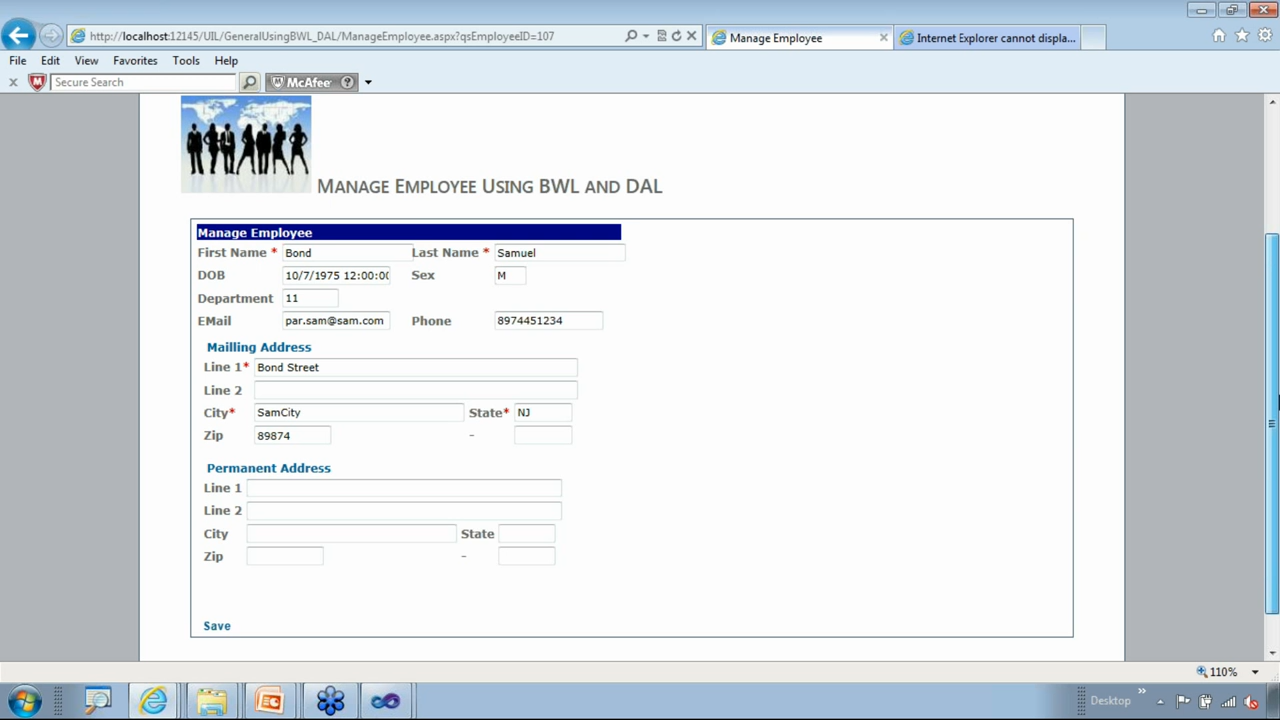 http://localhost:12145/UIL/GeneralUsingBWL_DAL/ManageEmployee.aspx?qsEmployeeID=107
Manage Employee
Internet Explorer cannot displa...
File Edit View Favorites Tools Help
Secure Search McAfee
MANAGE EMPLOYEE USING BWL AND DAL
Manage Employee
First Name * Bond Last Name * Samuel
DOB 10/7/1975 12:00:00 Sex M
Department 11
EMail par.sam@sam.com Phone 8974451234
Mailling Address
Line 1* Bond Street
Line 2
City* SamCity State* NJ
Zip 89874 -
Permanent Address
Line 1
Line 2
City State
Zip -
Save
110%
Desktop